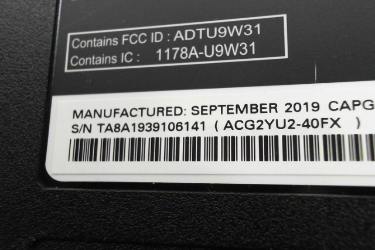 Contains FCC ID : ADTU9W31
Contains IC : 1178A-U9W31
MANUFACTURED: SEPTEMBER 2019 CAPG
S/N TA8A1939106141 ( ACG2YU2-40FX )